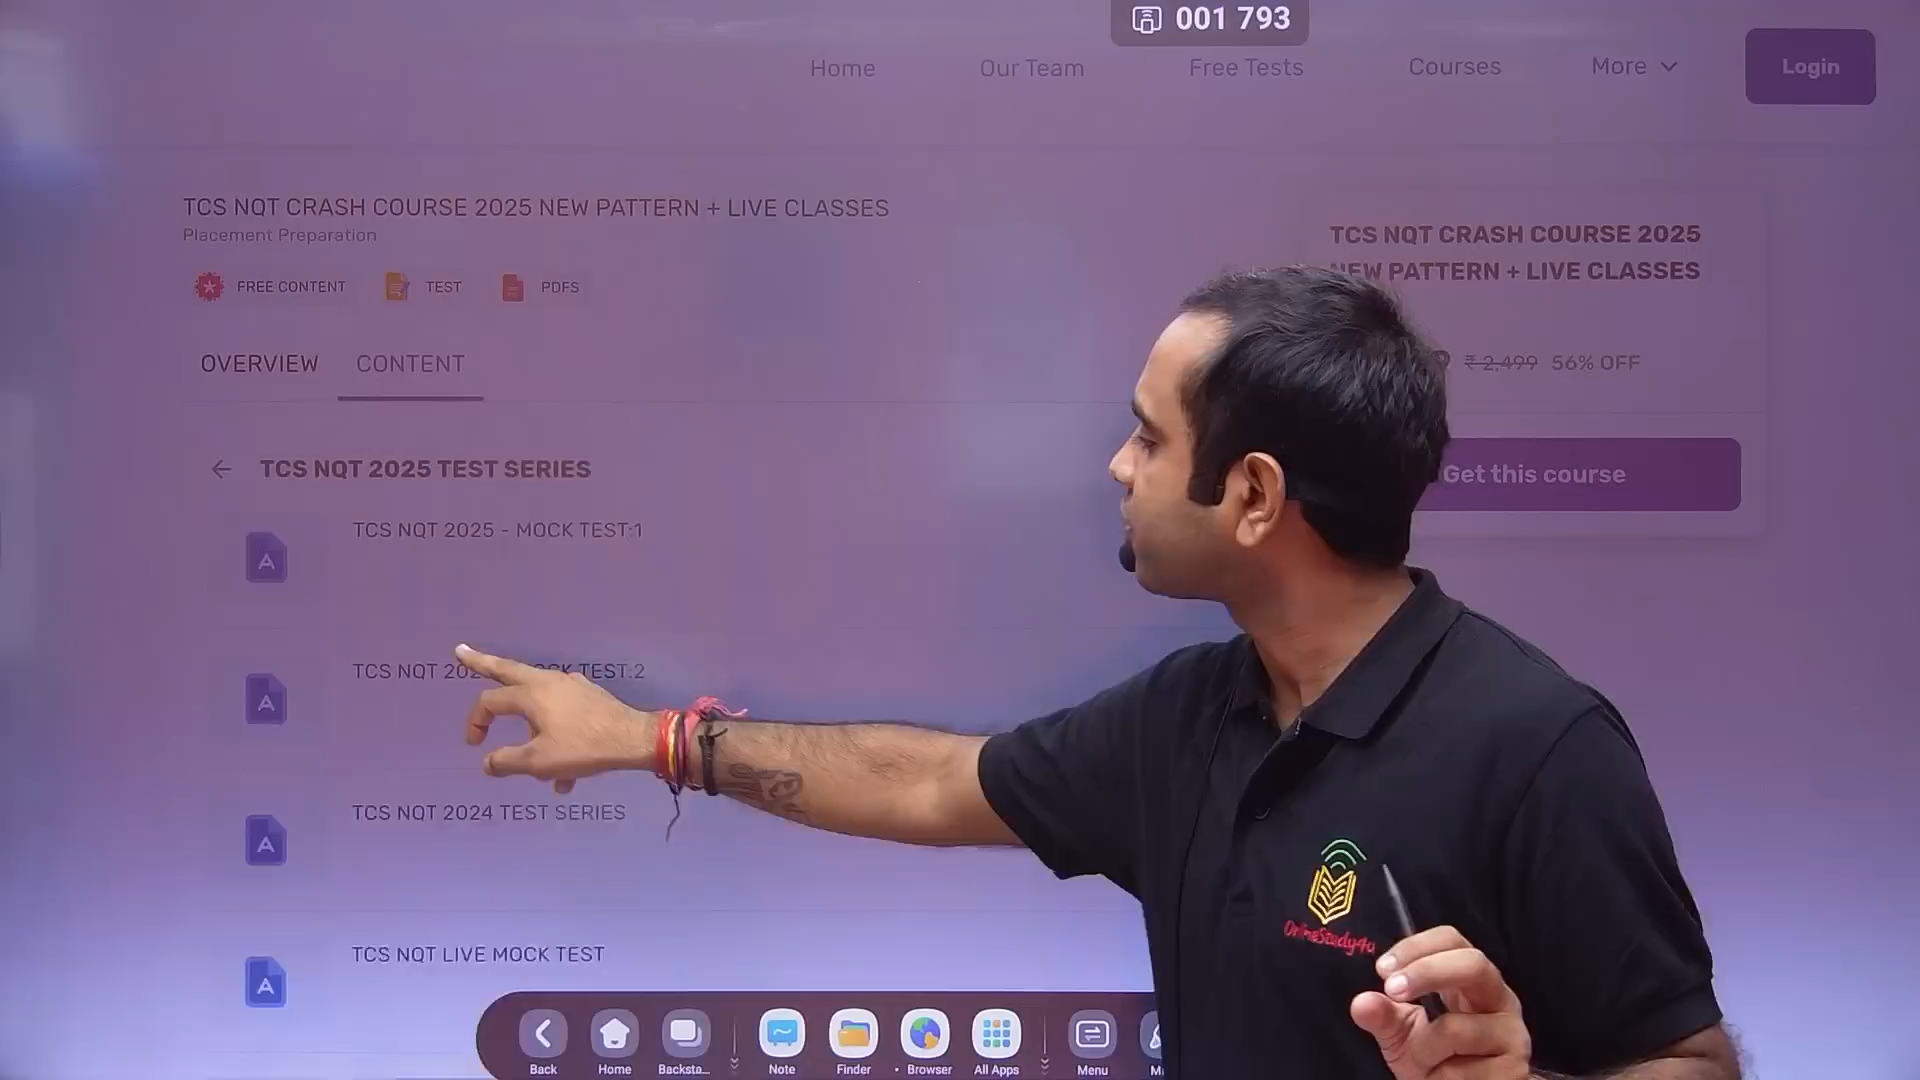 001 793
Home
Our Team
Free Tests
Courses
More
Login
TCS NQT CRASH COURSE 2025 NEW PATTERN + LIVE CLASSES
Placement Preparation
FREE CONTENT
TEST
PDFS
OVERVIEW
CONTENT
TCS NQT CRASH COURSE 2025
NEW PATTERN + LIVE CLASSES
₹ 2,499 56% OFF
Get this course
TCS NQT 2025 TEST SERIES
TCS NQT 2025 - MOCK TEST:1
TCS NQT TEST:2
TCS NQT 2024 TEST SERIES
TCS NQT LIVE MOCK TEST
OnlineStudy4u
Back
Home
Backsta...
Note
Finder
Browser
All Apps
Menu